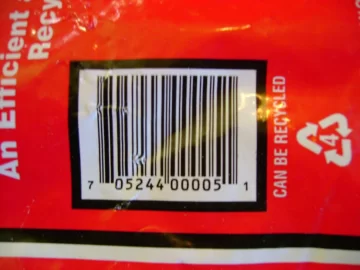 An Efficient
Recy
7 05244 00005 1
CAN BE RECYCLED
4